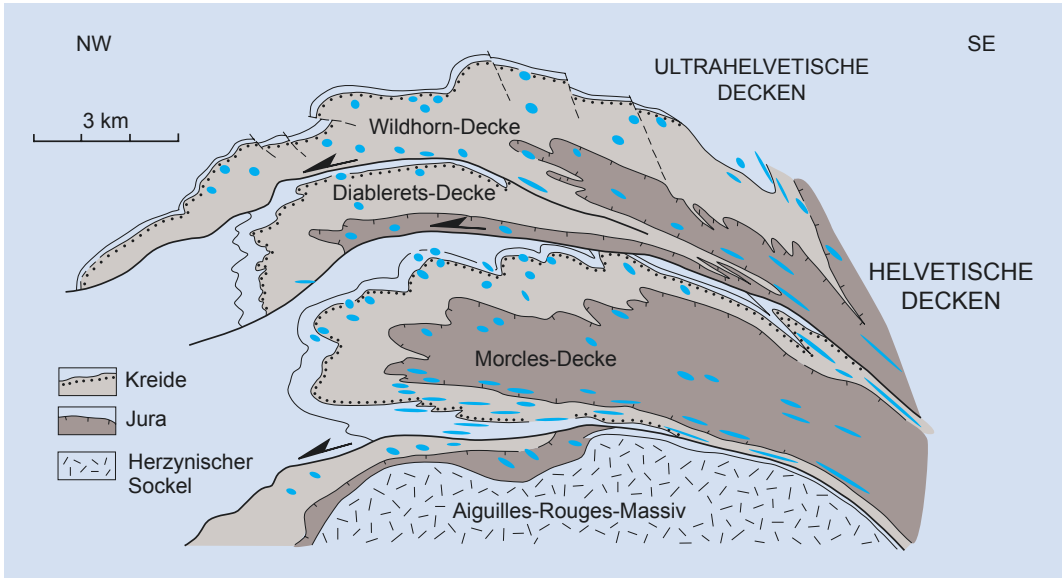 NW
SE
ULTRAHELVETISCHE
DECKEN
3 km
Wildhorn-Decke
Diablerets-Decke
HELVETISCHE
DECKEN
Morcles-Decke
Kreide
Jura
Herzynischer
Sockel
Aiguilles-Rouges-Massiv